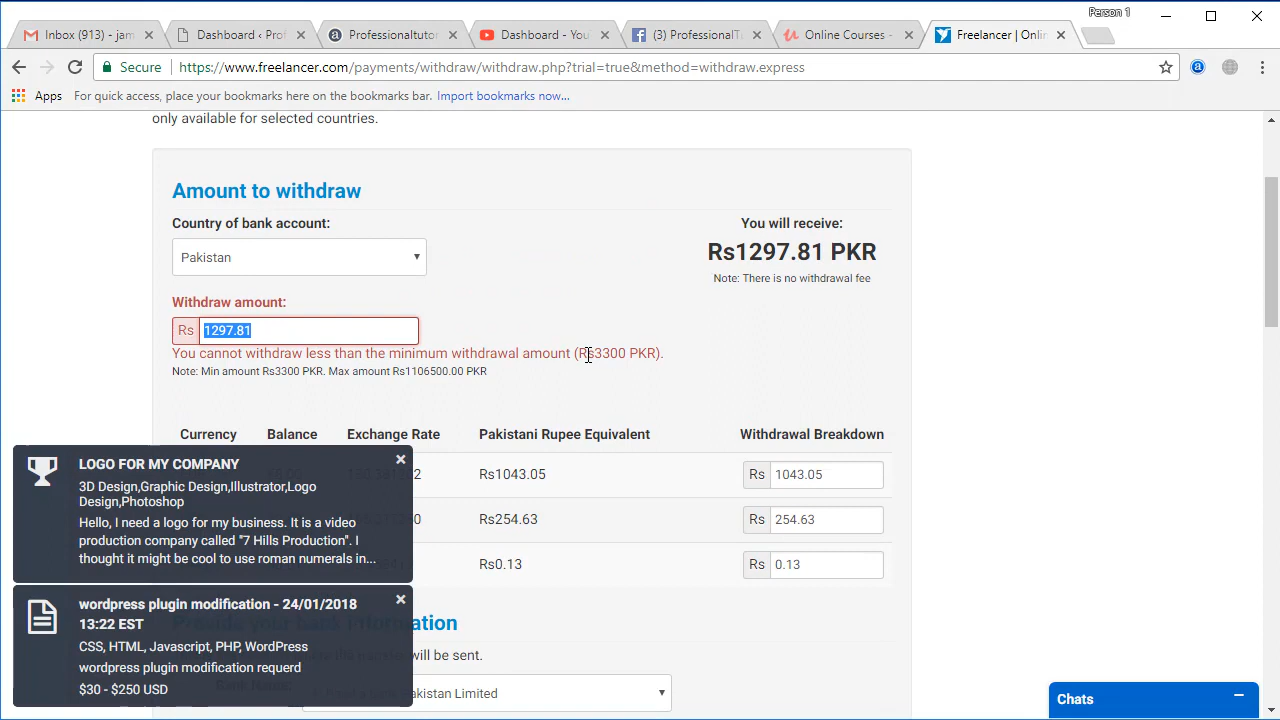 Person 1
Inbox (913) - jam
Dashboard ‹ Prof
Professionaltutor
Dashboard - You
(3) ProfessionalTu
Online Courses -
Freelancer | Onli
Secure
https://www.freelancer.com/payments/withdraw/withdraw.php?trial=true&method=withdraw.express
Apps
For quick access, place your bookmarks here on the bookmarks bar. Import bookmarks now...
only available for selected countries.
Amount to withdraw
Country of bank account:
You will receive:
Pakistan
Rs1297.81 PKR
Note: There is no withdrawal fee
Withdraw amount:
Rs 1297.81
You cannot withdraw less than the minimum withdrawal amount (Rs3300 PKR).
Note: Min amount Rs3300 PKR. Max amount Rs1106500.00 PKR
Currency Balance Exchange Rate Pakistani Rupee Equivalent Withdrawal Breakdown
Rs1043.05 Rs 1043.05
Rs254.63 Rs 254.63
Rs0.13 Rs 0.13
LOGO FOR MY COMPANY
3D Design,Graphic Design,Illustrator,Logo
Design,Photoshop
Hello, I need a logo for my business. It is a video
production company called "7 Hills Production". I
thought it might be cool to use roman numerals in...
wordpress plugin modification - 24/01/2018
13:22 EST
CSS, HTML, Javascript, PHP, WordPress
wordpress plugin modification requerd
$30 - $250 USD
Provide your bank information
will be sent.
Bank Name:
Pakistan Limited
Chats